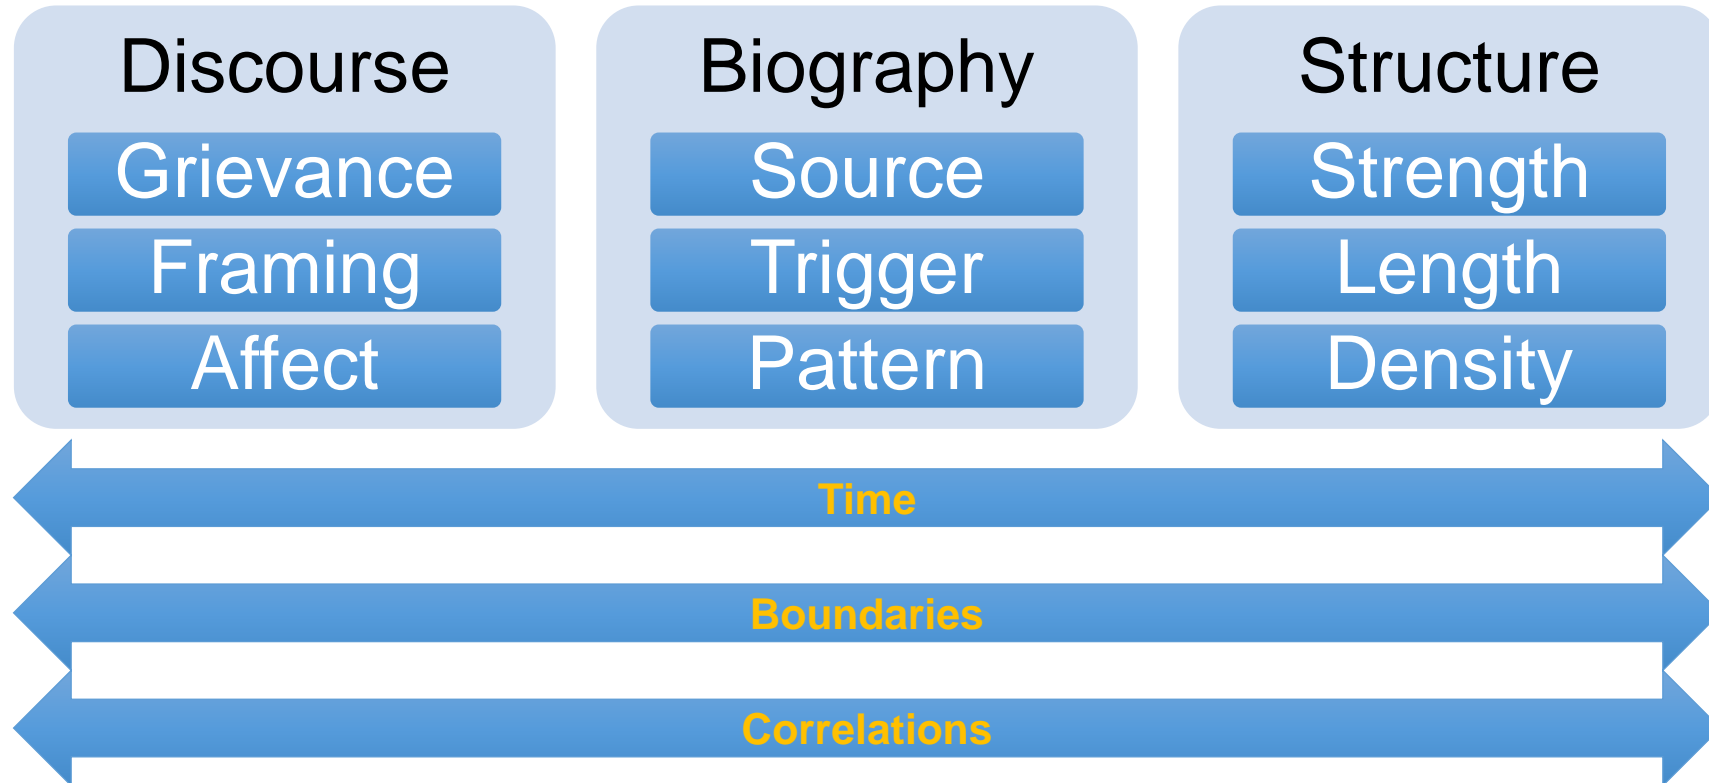 Discourse
Grievance
Framing
Affect
Biography
Source
Trigger
Pattern
Structure
Strength
Length
Density
Time
Boundaries
Correlations